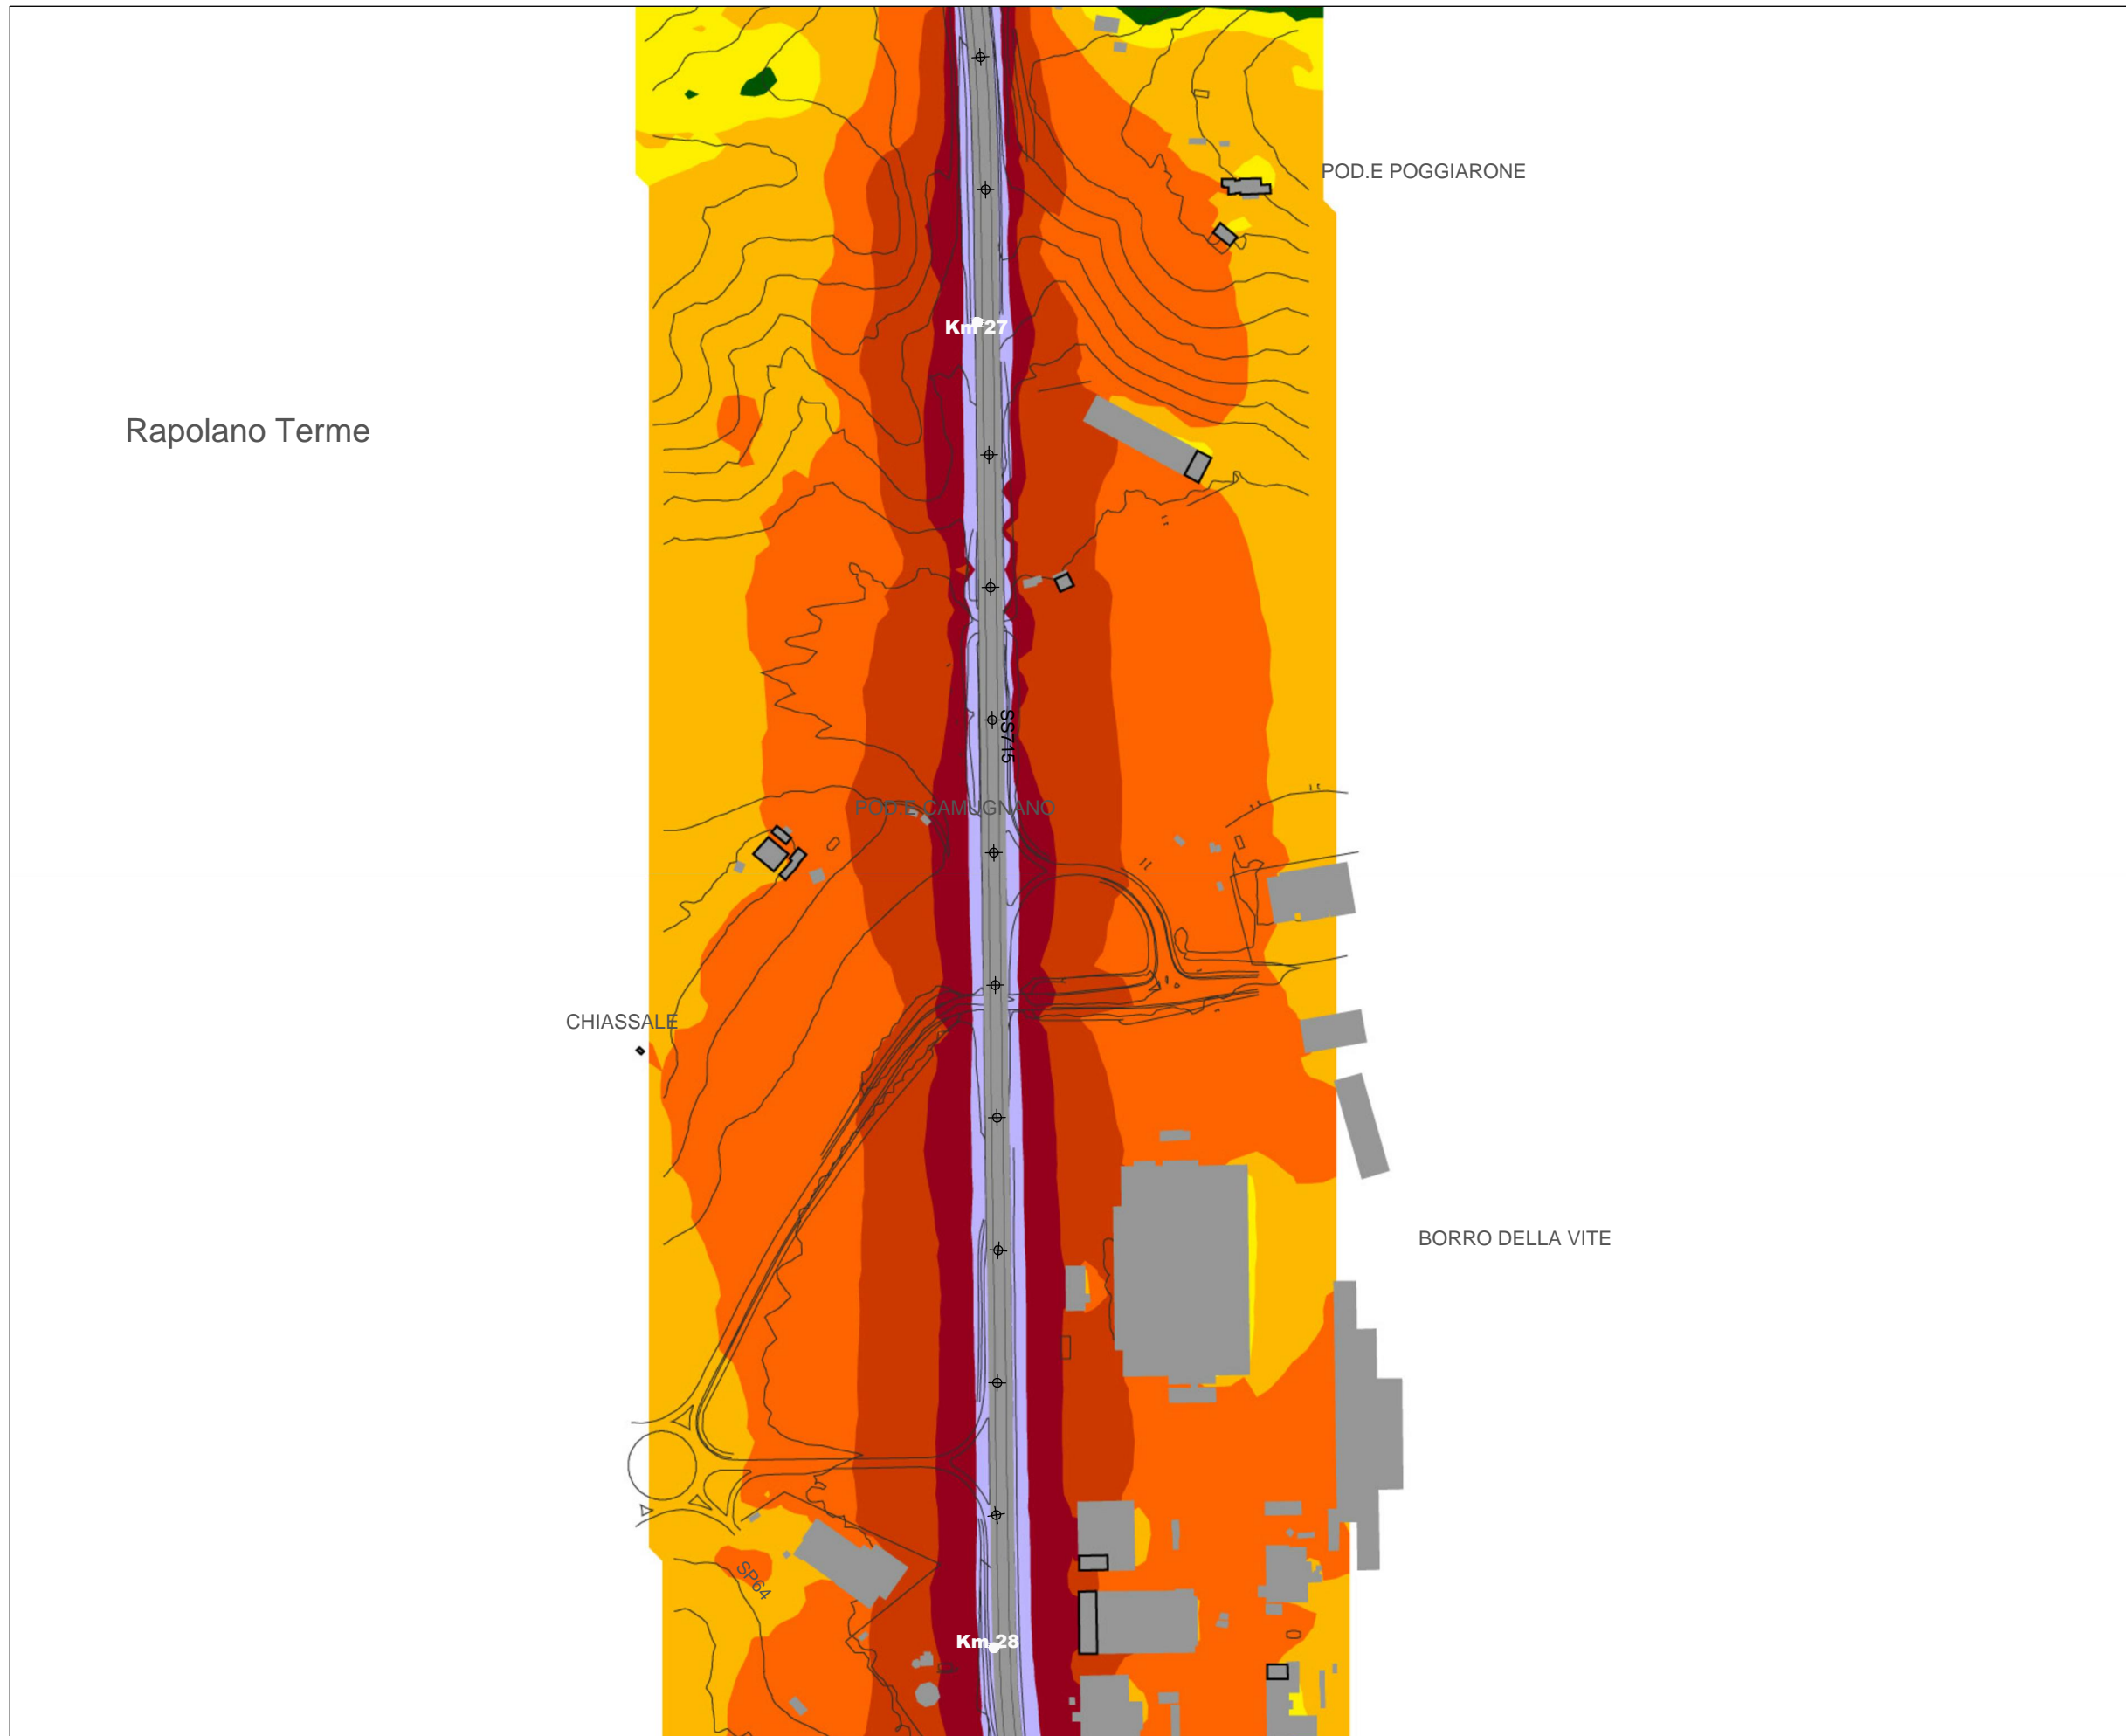 POD.E POGGIARONE
Km 27
Rapolano Terme
SS715
POD.E CAMUGNANO
CHIASSALE
BORRO DELLA VITE
SP64
Km 28